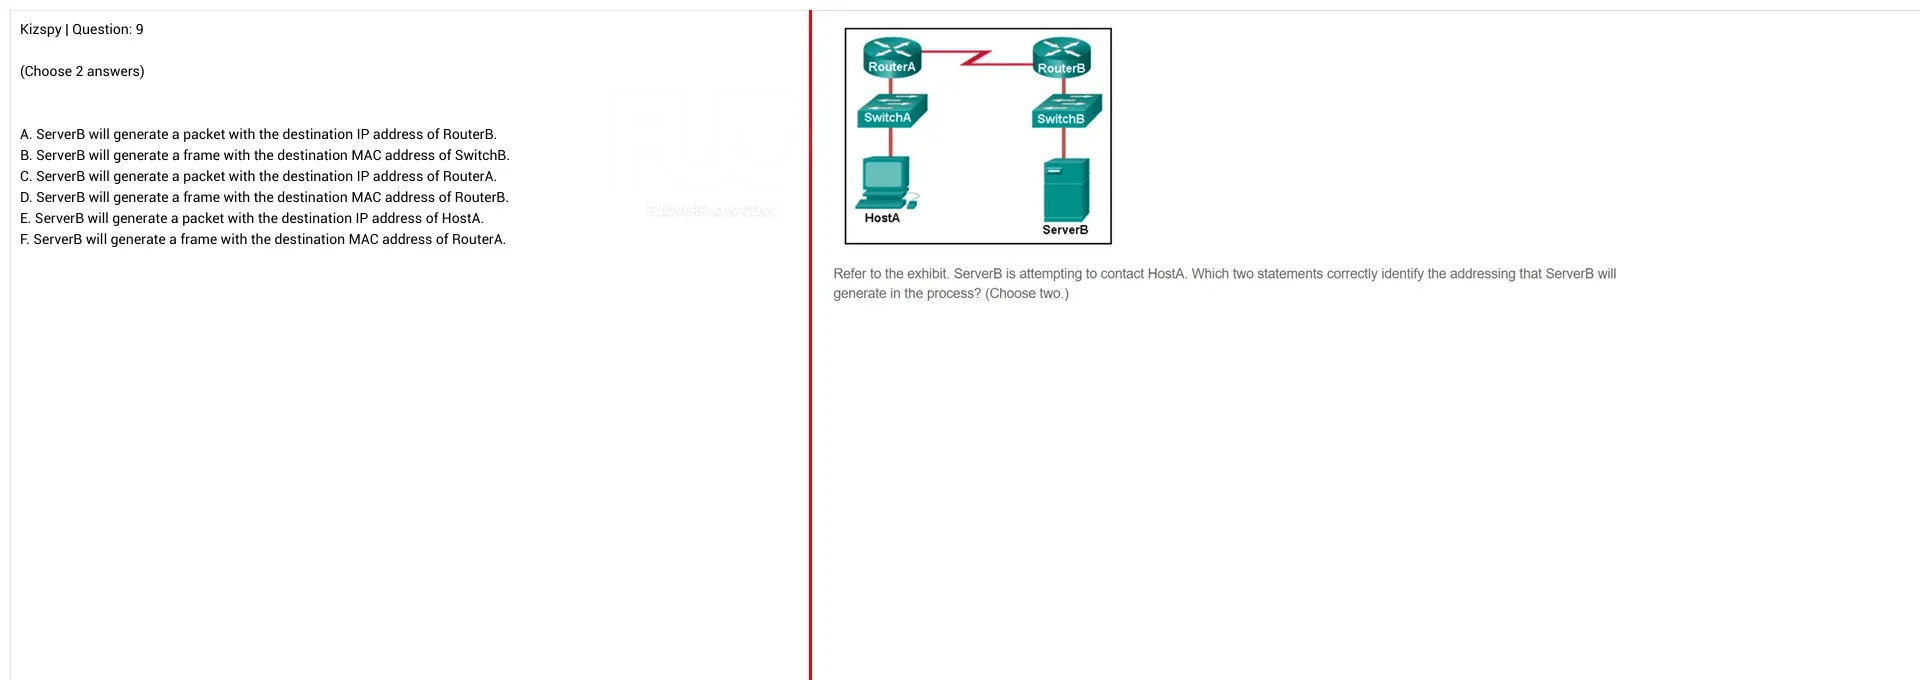 Kizspy | Question: 9
(Choose 2 answers)
A. ServerB will generate a packet with the destination IP address of RouterB.
B. ServerB will generate a frame with the destination MAC address of SwitchB.
C. ServerB will generate a packet with the destination IP address of RouterA.
D. ServerB will generate a frame with the destination MAC address of RouterB.
E. ServerB will generate a packet with the destination IP address of HostA.
F. ServerB will generate a frame with the destination MAC address of RouterA.
FUOVERFLOW.COM
RouterA
RouterB
SwitchA
SwitchB
HostA
ServerB
Refer to the exhibit. ServerB is attempting to contact HostA. Which two statements correctly identify the addressing that ServerB will
generate in the process? (Choose two.)